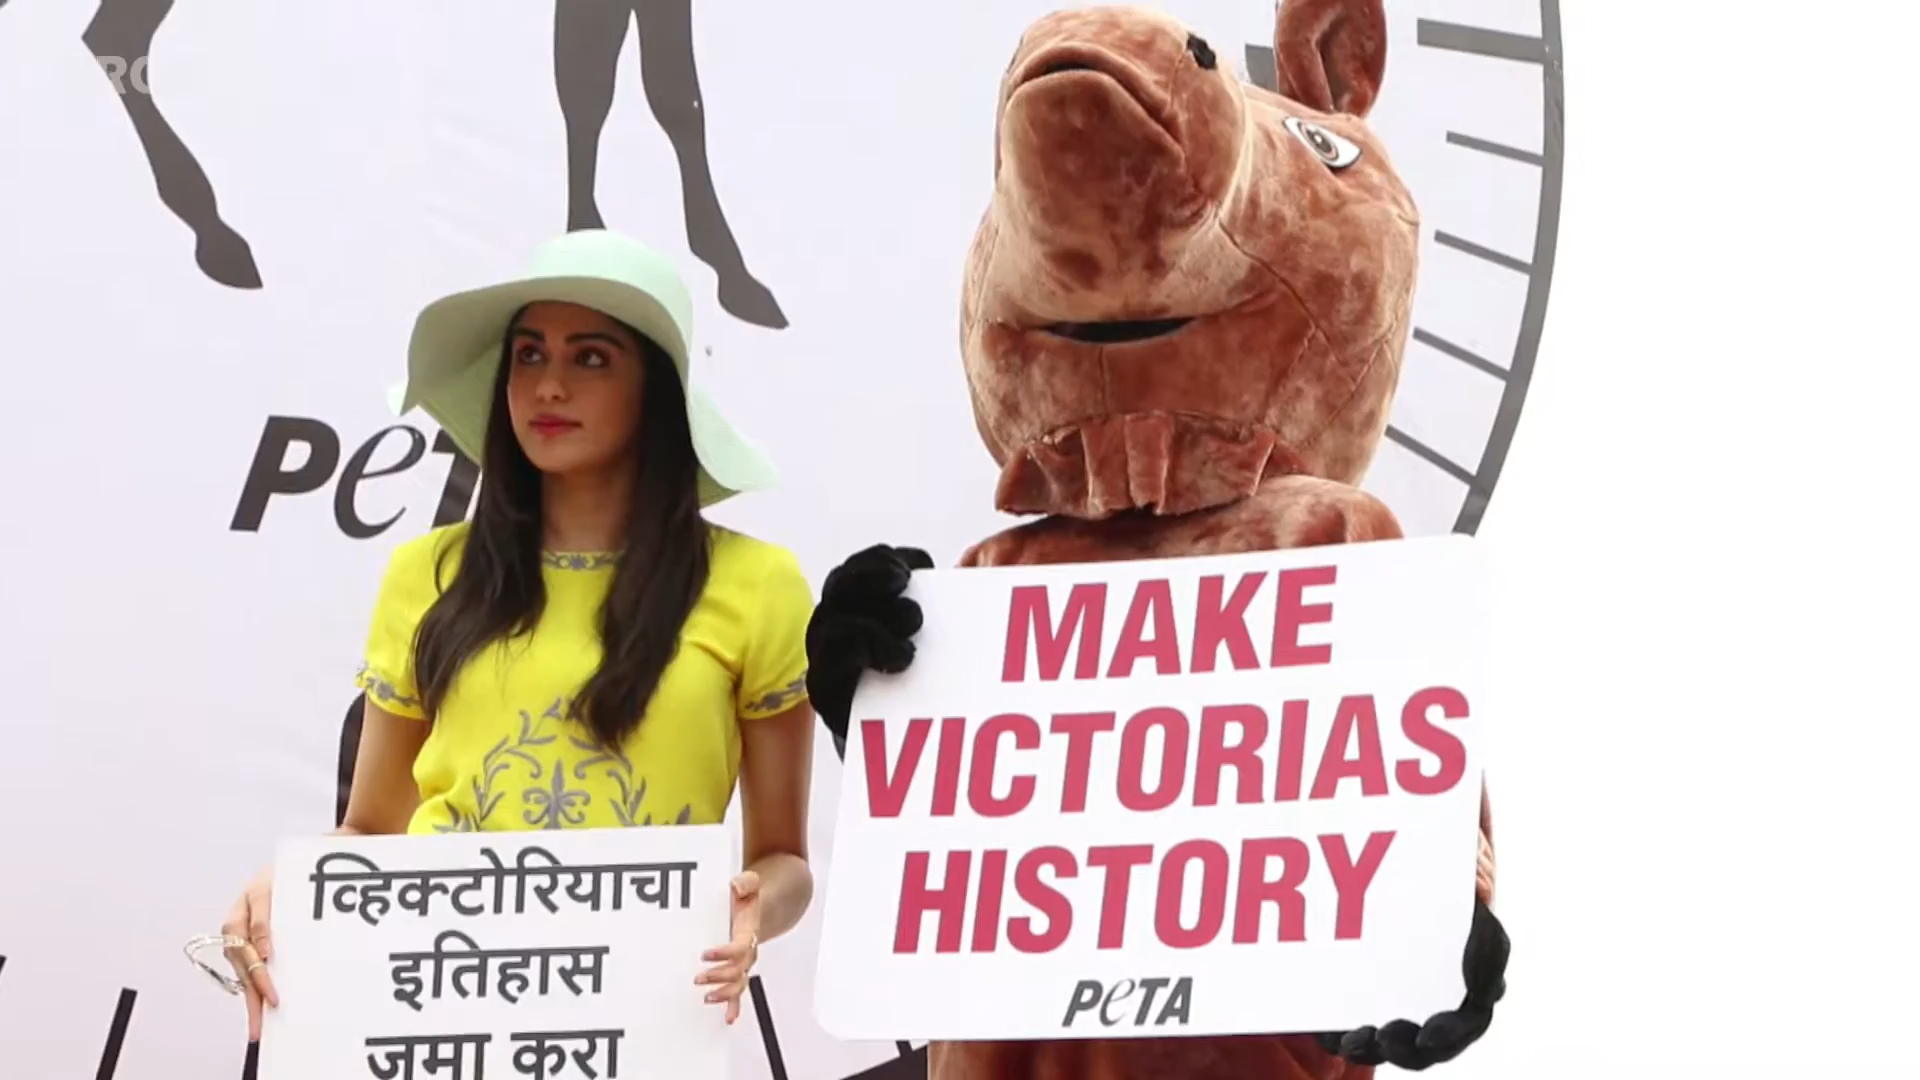 PETA
व्हिक्टोरियाचा
इतिहास
जमा करा
MAKE
VICTORIAS
HISTORY
PETA